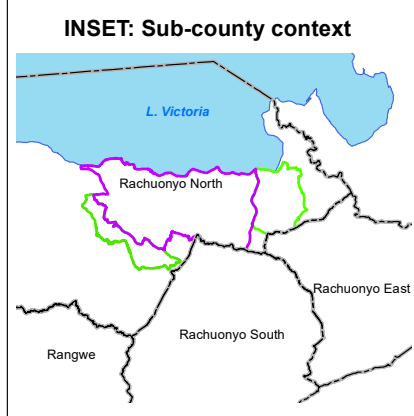 INSET: Sub-county context
L. Victoria
Rachuonyo North
Rachuonyo East
Rachuonyo South
Rangwe